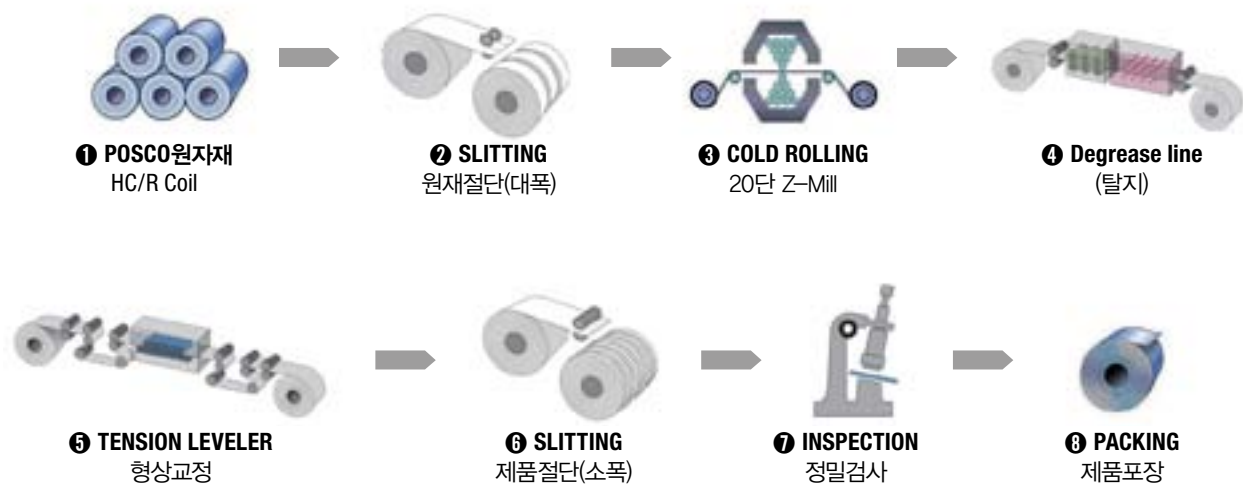 ❶ POSCO원자재
HC/R Coil
❷ SLITTING
원재절단(대폭)
❸ COLD ROLLING
20단 Z-Mill
❹ Degrease line
(탈지)
❺ TENSION LEVELER
형상교정
❻ SLITTING
제품절단(소폭)
❼ INSPECTION
정밀검사
❽ PACKING
제품포장